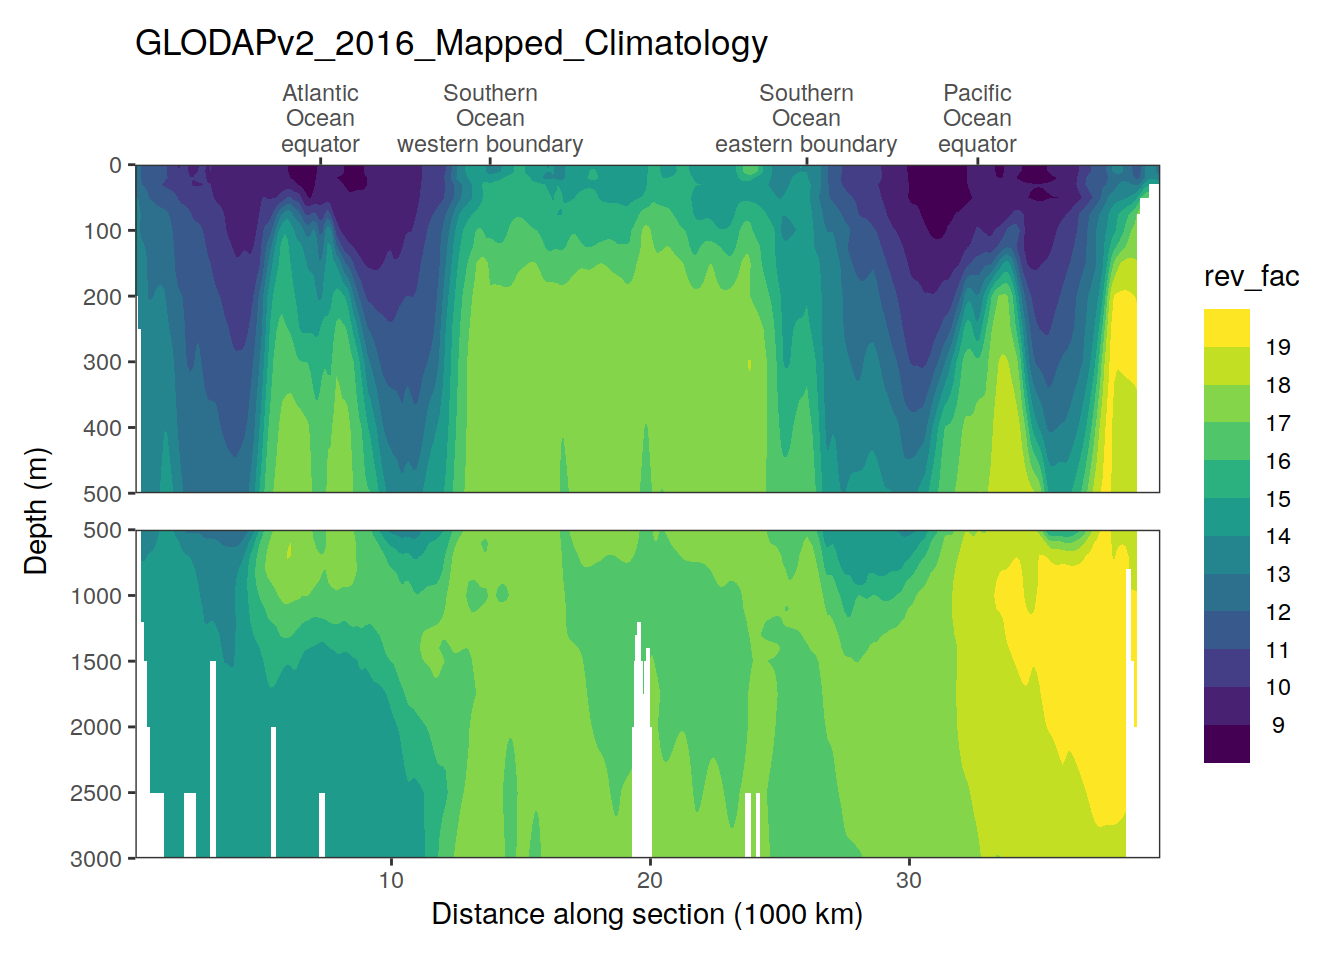 GLODAPv2_2016_Mapped_Climatology
Atlantic
Ocean
equator
Southern
Ocean
western boundary
Southern
Ocean
eastern boundary
Pacific
Ocean
equator
0
100
200
300
400
500
500
1000
1500
2000
2500
3000
Depth (m)
10
20
30
Distance along section (1000 km)
rev_fac
19
18
17
16
15
14
13
12
11
10
9